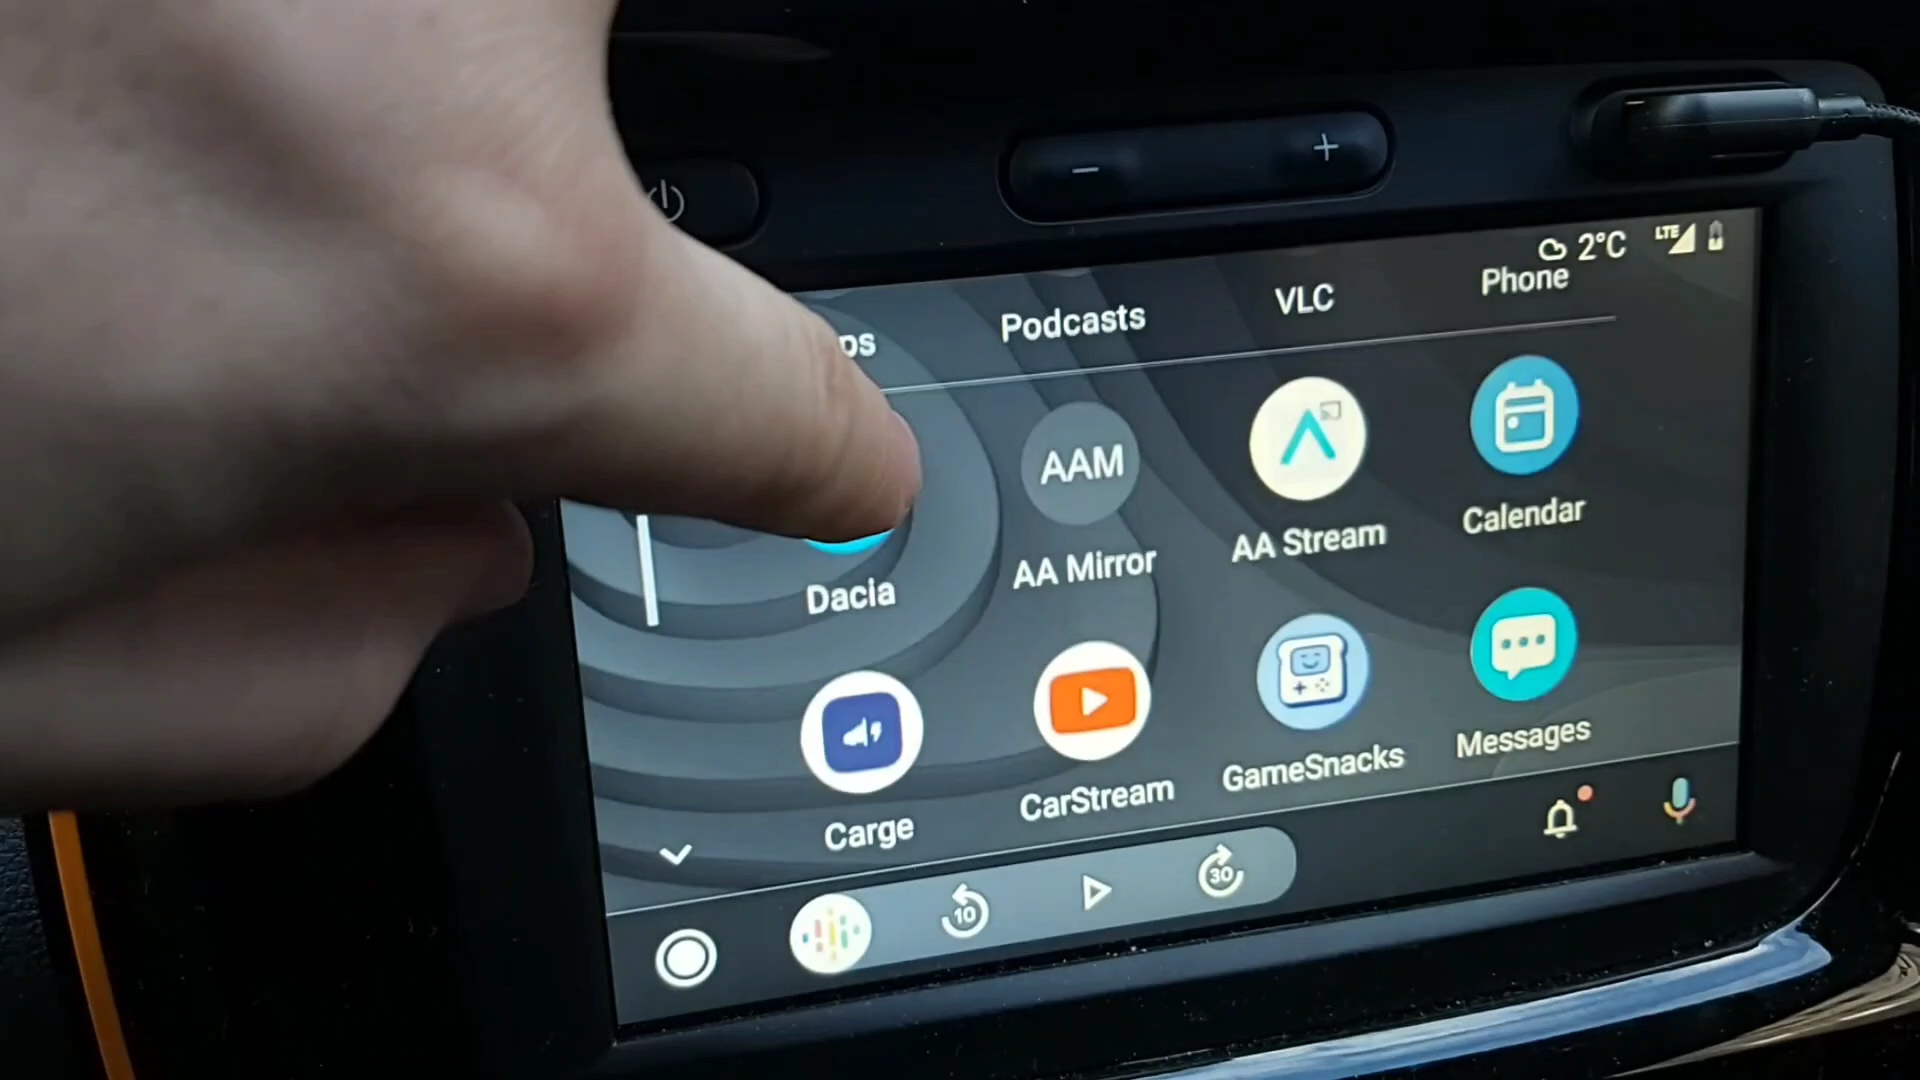 2°C LTE
ps Podcasts VLC Phone
AAM
Dacia AA Mirror AA Stream Calendar
Carge CarStream GameSnacks Messages
10 30